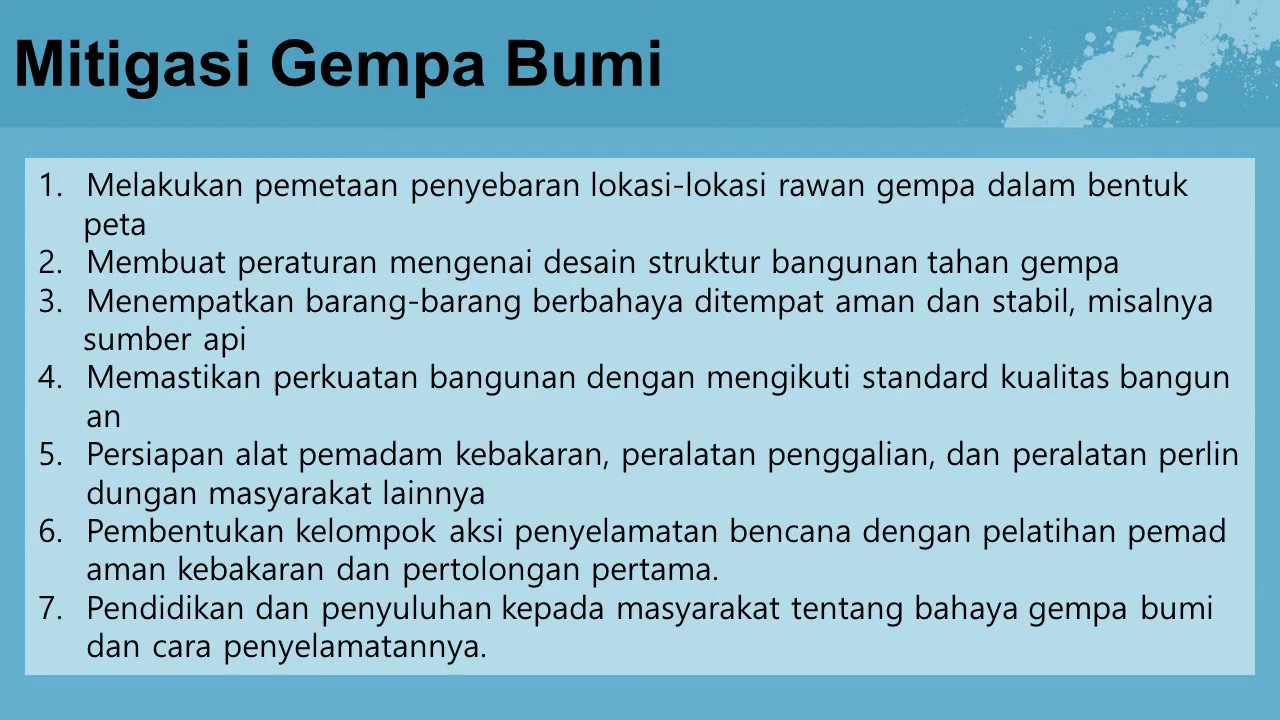 Mitigasi Gempa Bumi
1. Melakukan pemetaan penyebaran lokasi-lokasi rawan gempa dalam bentuk
peta
2. Membuat peraturan mengenai desain struktur bangunan tahan gempa
3. Menempatkan barang-barang berbahaya ditempat aman dan stabil, misalnya
sumber api
4. Memastikan perkuatan bangunan dengan mengikuti standard kualitas bangun
an
5. Persiapan alat pemadam kebakaran, peralatan penggalian, dan peralatan perlin
dungan masyarakat lainnya
6. Pembentukan kelompok aksi penyelamatan bencana dengan pelatihan pemad
aman kebakaran dan pertolongan pertama.
7. Pendidikan dan penyuluhan kepada masyarakat tentang bahaya gempa bumi
dan cara penyelamatannya.